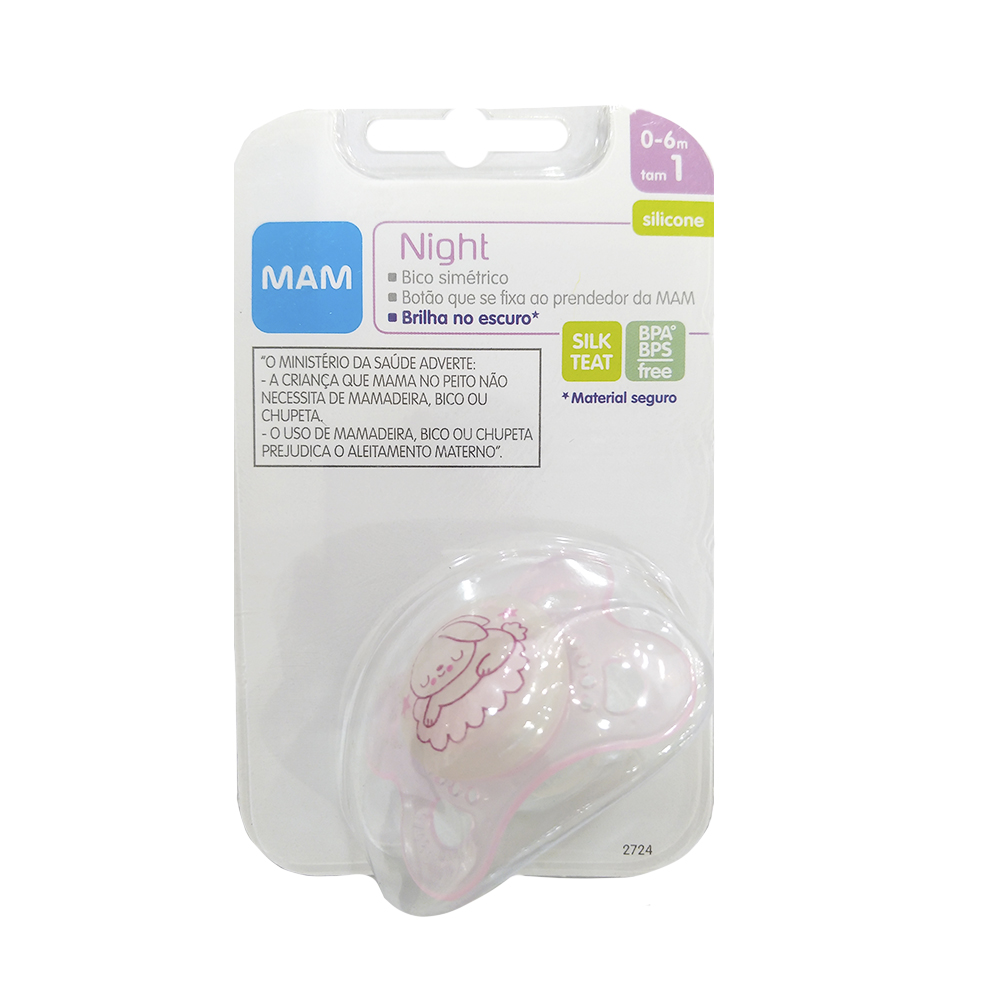 0-6m
tam 1
silicone
MAM
Night
Bico simétrico
Botão que se fixa ao prendedor da MAM
Brilha no escuro*
SILK
TEAT
BPA°
BPS
free
*Material seguro
"O MINISTÉRIO DA SAÚDE ADVERTE:
- A CRIANÇA QUE MAMA NO PEITO NÃO
NECESSITA DE MAMADEIRA, BICO OU
CHUPETA.
- O USO DE MAMADEIRA, BICO OU CHUPETA
PREJUDICA O ALEITAMENTO MATERNO".
2724